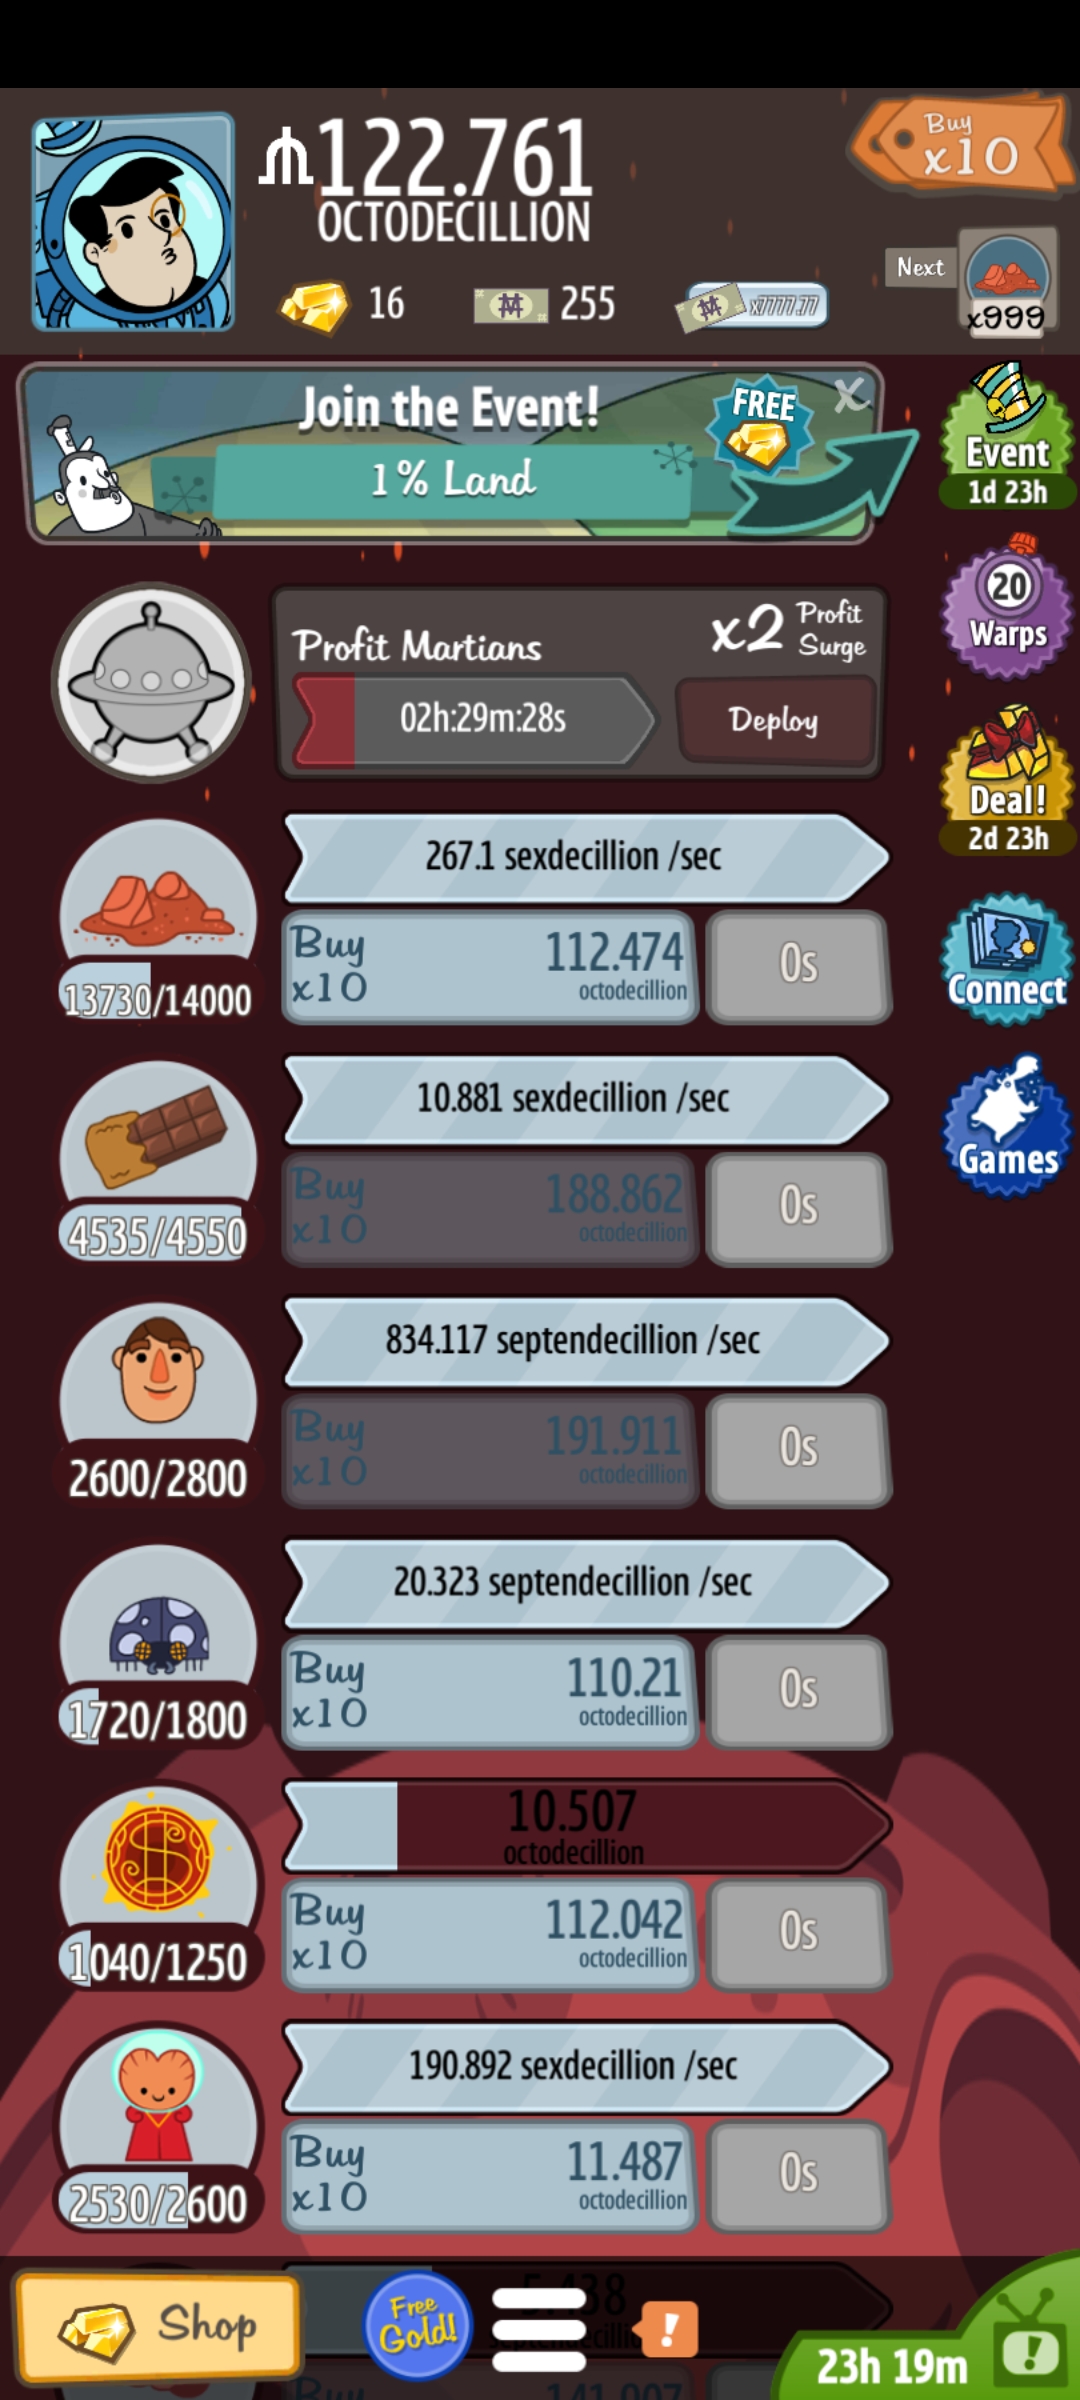 122.761
OCTODECILLION
Buy
x10
16
255
x7777.77
Next
x999
Join the Event!
1% Land
FREE
X
Event
1d 23h
Profit Martians
x2 Profit Surge
02h:29m:28s
Deploy
20
Warps
Deal!
2d 23h
267.1 sexdecillion /sec
Buy x10
112.474
octodecillion
0s
13730/14000
Connect
10.881 sexdecillion /sec
Buy x10
188.862
octodecillion
0s
4535/4550
Games
834.117 septendecillion /sec
Buy x10
191.911
octodecillion
0s
2600/2800
20.323 septendecillion /sec
Buy x10
110.21
octodecillion
0s
1720/1800
10.507
octodecillion
Buy x10
112.042
octodecillion
0s
1040/1250
190.892 sexdecillion /sec
Buy x10
11.487
octodecillion
0s
2530/2600
Shop
Free Gold!
!
23h 19m
!